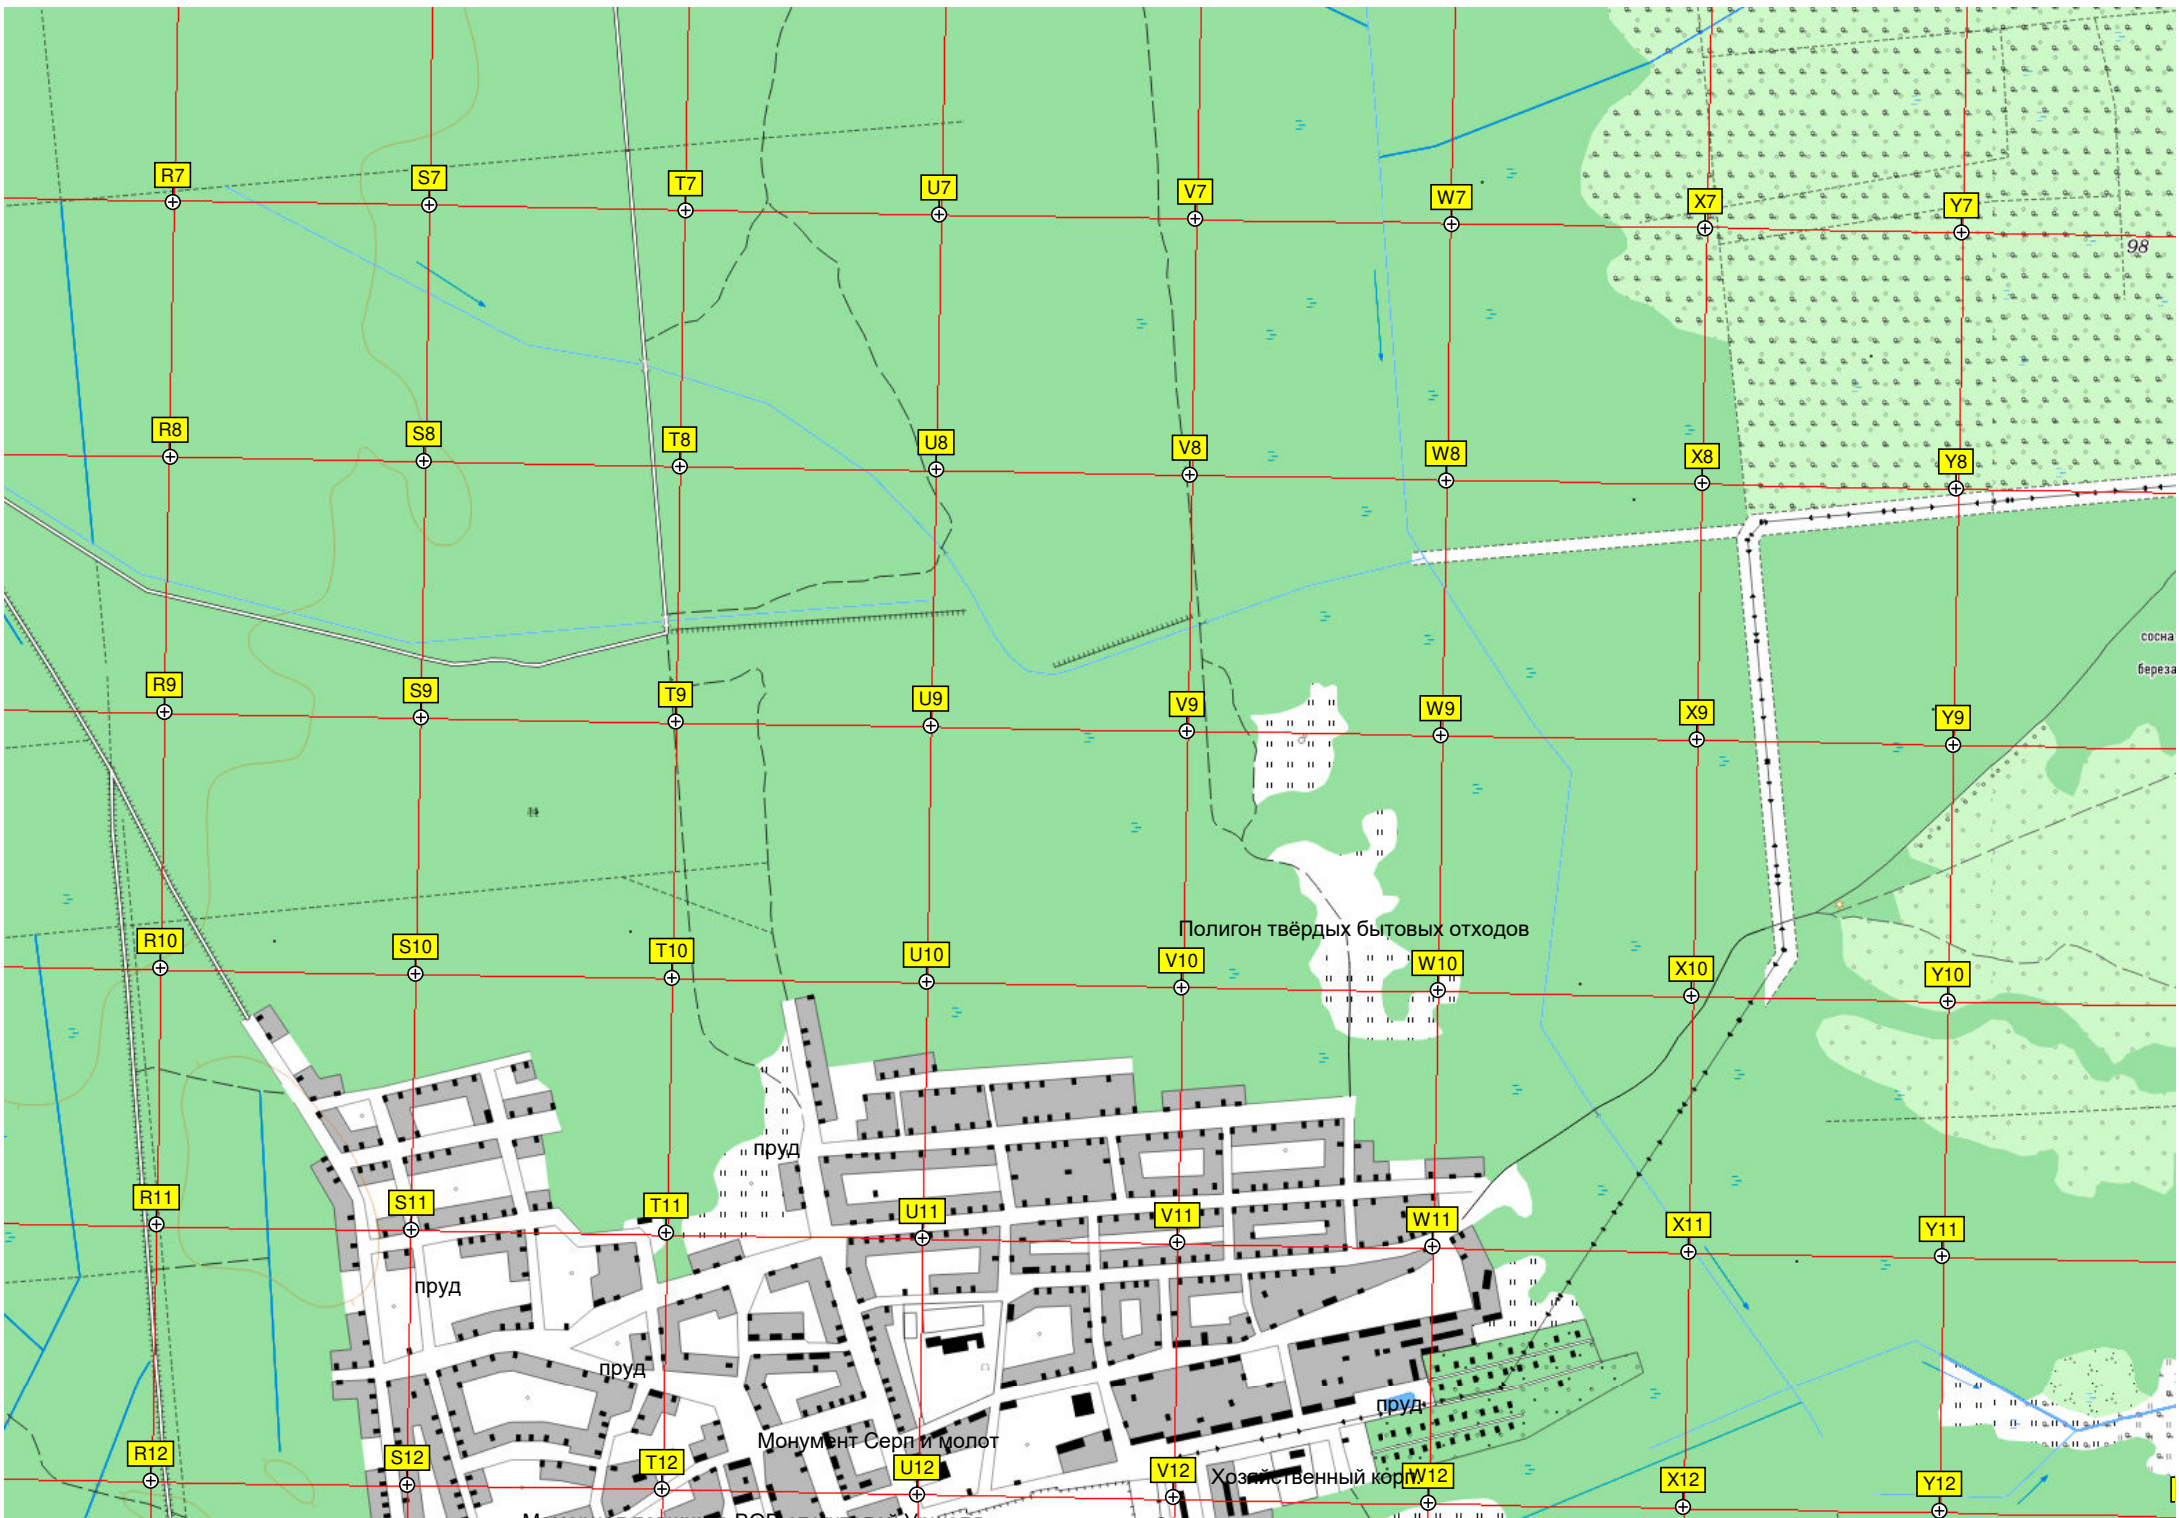 R7 S7 T7 U7 V7 W7 X7 Y7
98
R8 S8 T8 U8 V8 W8 X8 Y8
сосна
береза
R9 S9 T9 U9 V9 W9 X9 Y9
Полигон твёрдых бытовых отходов
R10 S10 T10 U10 V10 W10 X10 Y10
пруд
R11 S11 T11 U11 V11 W11 X11 Y11
пруд
пруд
пруд
Монумент Серп и молот
Хозяйственный корп
R12 S12 T12 U12 V12 W12 X12 Y12